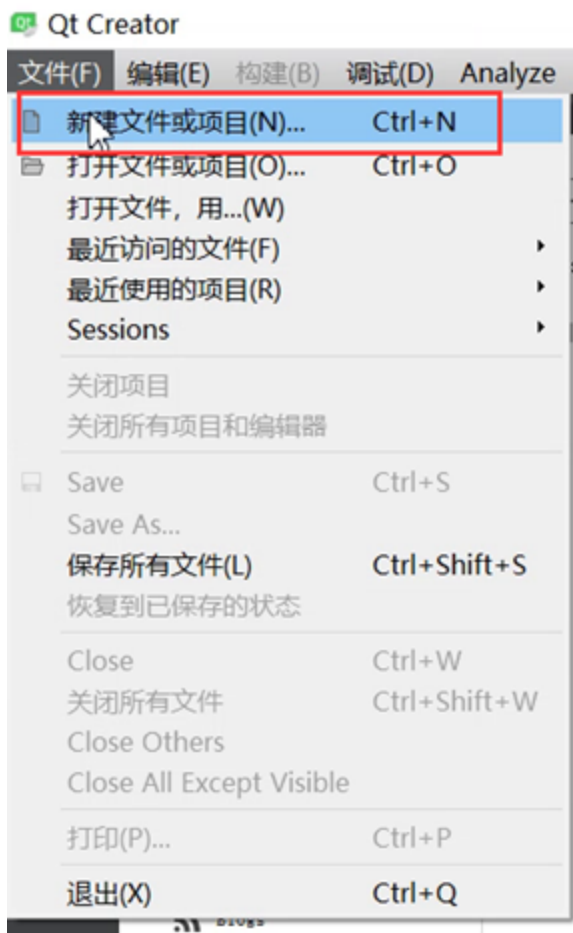 Qt Creator
文件(F) 编辑(E) 构建(B) 调试(D) Analyze
新建文件或项目(N)... Ctrl+N
打开文件或项目(O)... Ctrl+O
打开文件，用...(W)
最近访问的文件(F)
最近使用的项目(R)
Sessions
关闭项目
关闭所有项目和编辑器
Save Ctrl+S
Save As...
保存所有文件(L) Ctrl+Shift+S
恢复到已保存的状态
Close Ctrl+W
关闭所有文件 Ctrl+Shift+W
Close Others
Close All Except Visible
打印(P)... Ctrl+P
退出(X) Ctrl+Q
Blogs